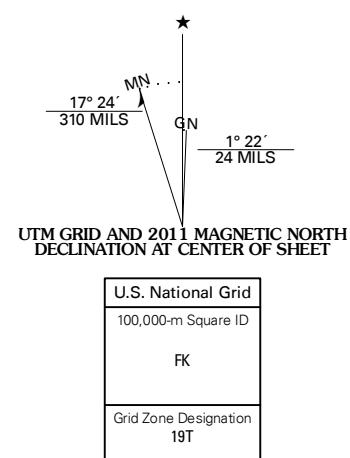 ★
MN
17° 24´
310 MILS
GN
1° 22´
24 MILS
UTM GRID AND 2011 MAGNETIC NORTH
DECLINATION AT CENTER OF SHEET
U.S. National Grid
100,000-m Square ID
FK
Grid Zone Designation
19T